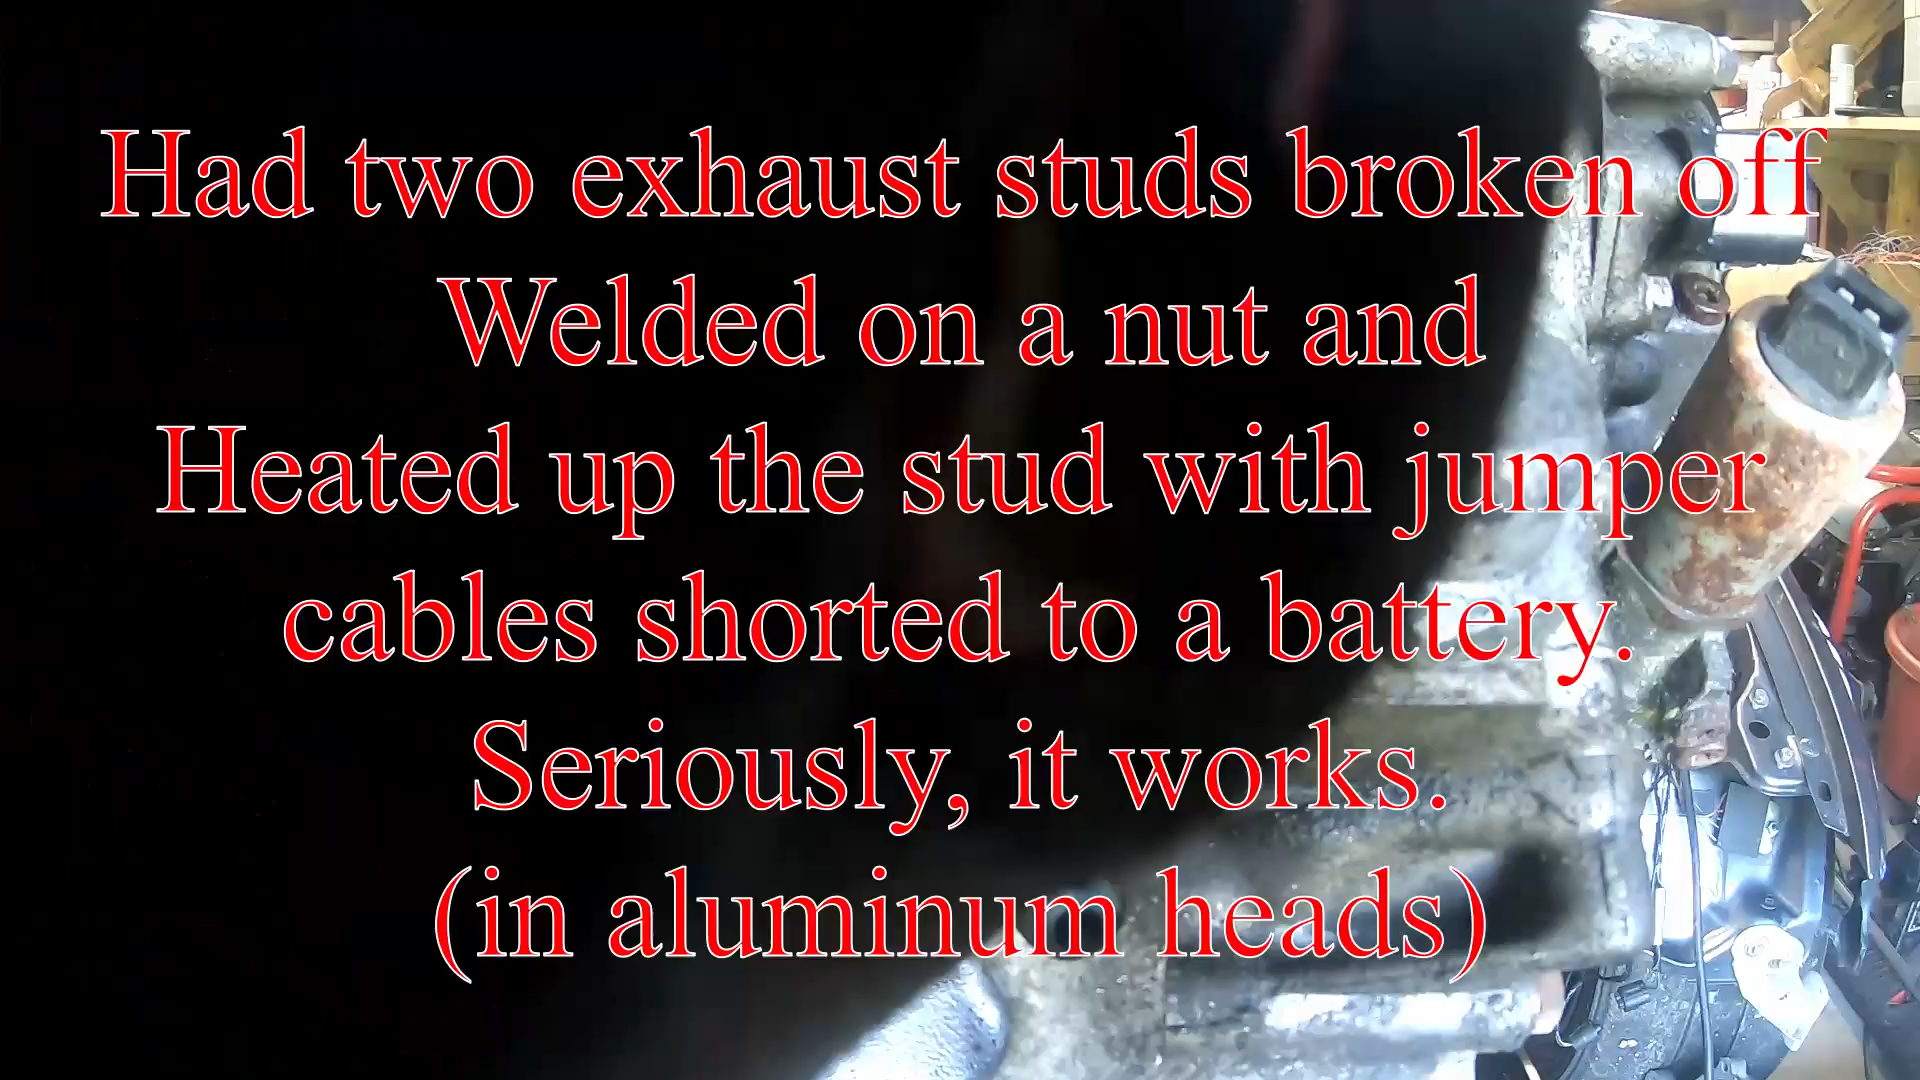 Had two exhaust studs broken off
Welded on a nut and
Heated up the stud with jumper
cables shorted to a battery.
Seriously, it works.
(in aluminum heads)